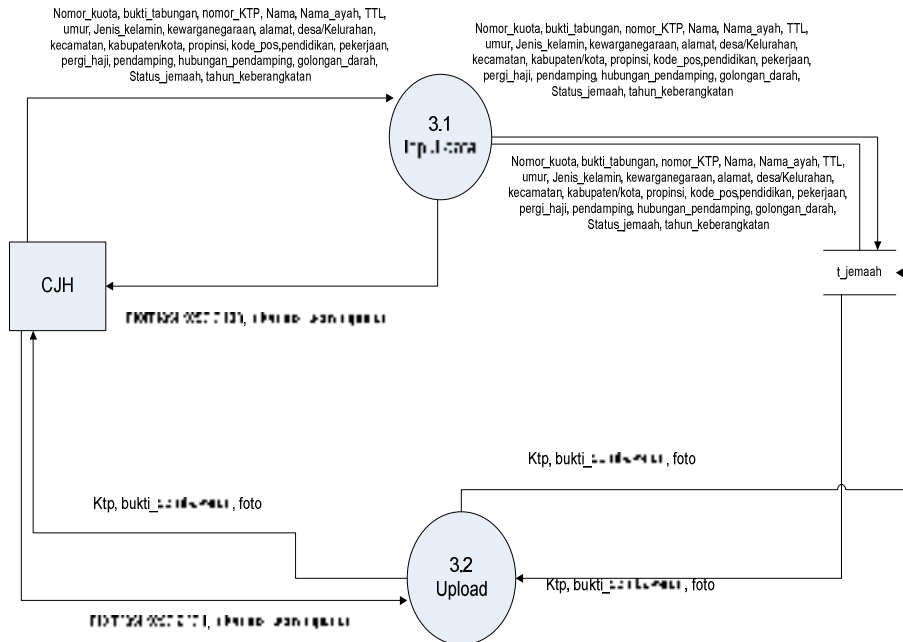 Nomor_kuota, bukti_tabungan, nomor_KTP, Nama, Nama_ayah, TTL,
umur, Jenis_kelamin, kewarganegaraan, alamat, desa/Kelurahan,
kecamatan, kabupaten/kota, propinsi, kode_pos,pendidikan, pekerjaan,
pergi_haji, pendamping, hubungan_pendamping, golongan_darah,
Status_jemaah, tahun_keberangkatan
Nomor_kuota, bukti_tabungan, nomor_KTP, Nama, Nama_ayah, TTL,
umur, Jenis_kelamin, kewarganegaraan, alamat, desa/Kelurahan,
kecamatan, kabupaten/kota, propinsi, kode_pos,pendidikan, pekerjaan,
pergi_haji, pendamping, hubungan_pendamping, golongan_darah,
Status_jemaah, tahun_keberangkatan
3.1
Nomor_kuota, bukti_tabungan, nomor_KTP, Nama, Nama_ayah, TTL,
umur, Jenis_kelamin, kewarganegaraan, alamat, desa/Kelurahan,
kecamatan, kabupaten/kota, propinsi, kode_pos,pendidikan, pekerjaan,
pergi_haji, pendamping, hubungan_pendamping, golongan_darah,
Status_jemaah, tahun_keberangkatan
CJH
t_jemaah
Ktp, bukti_ , foto
Ktp, bukti_ , foto
3.2
Upload
Ktp, bukti_ , foto